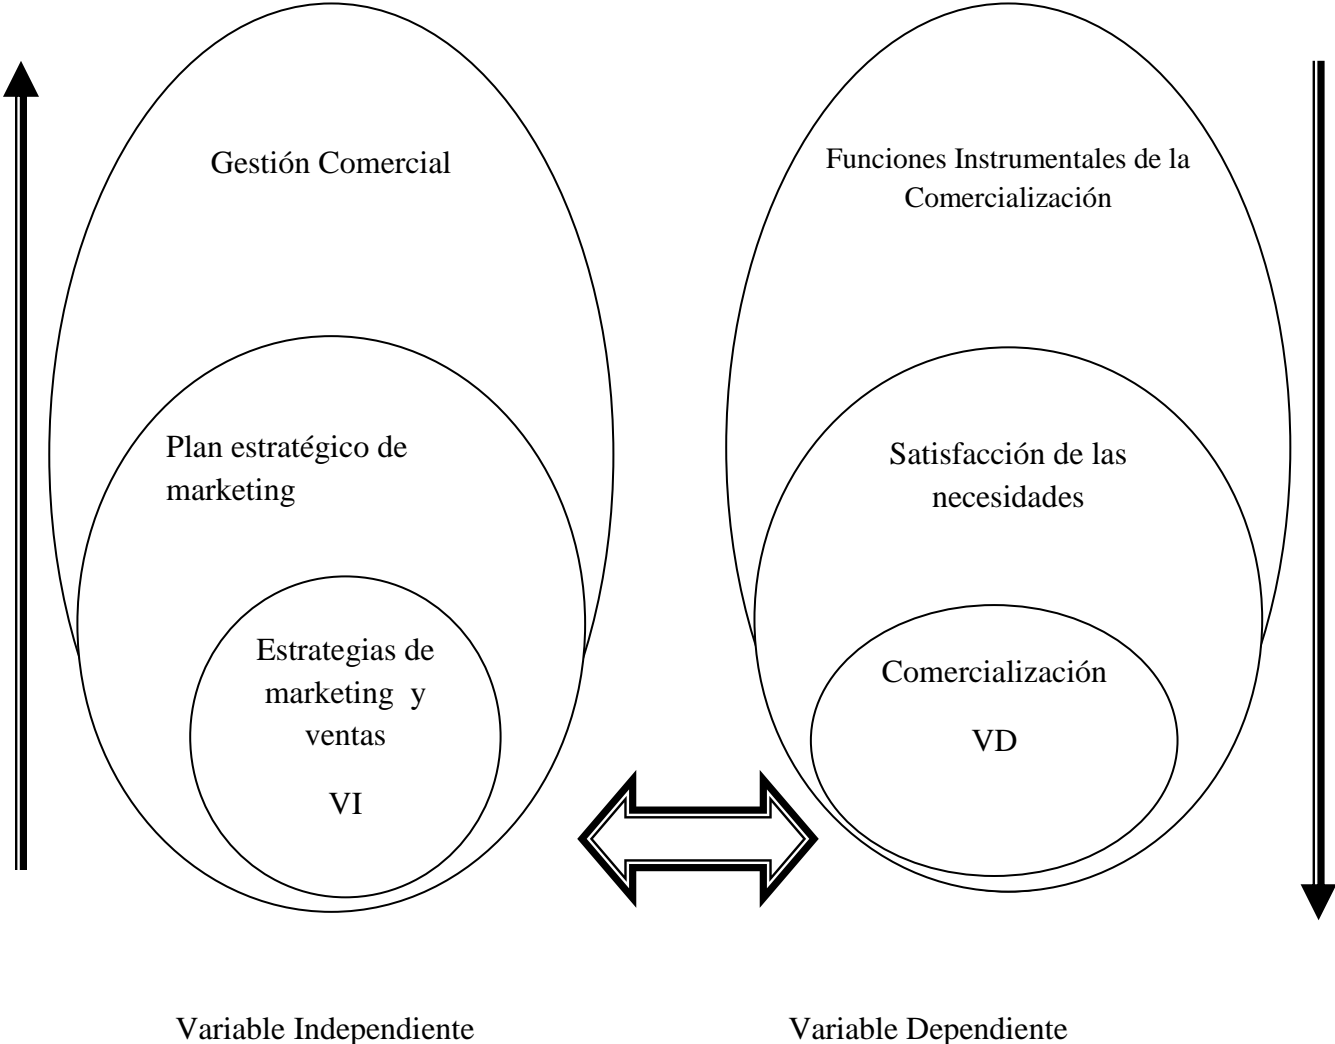 Gestión Comercial
Plan estratégico de
marketing
Estrategias de
marketing y
ventas
VI
Funciones Instrumentales de la
Comercialización
Satisfacción de las
necesidades
Comercialización
VD
Variable Independiente
Variable Dependiente